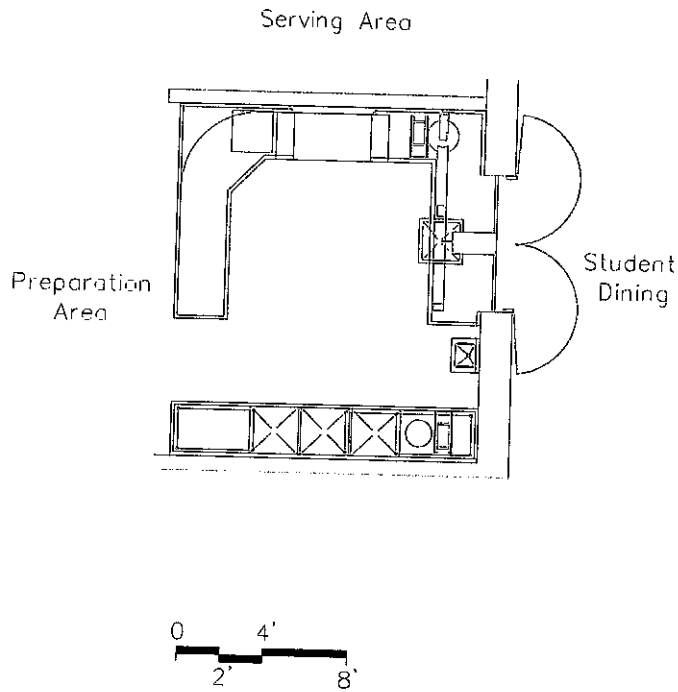 Serving Area
Preparation
Area
Student
Dining
0 4'
2' 8'